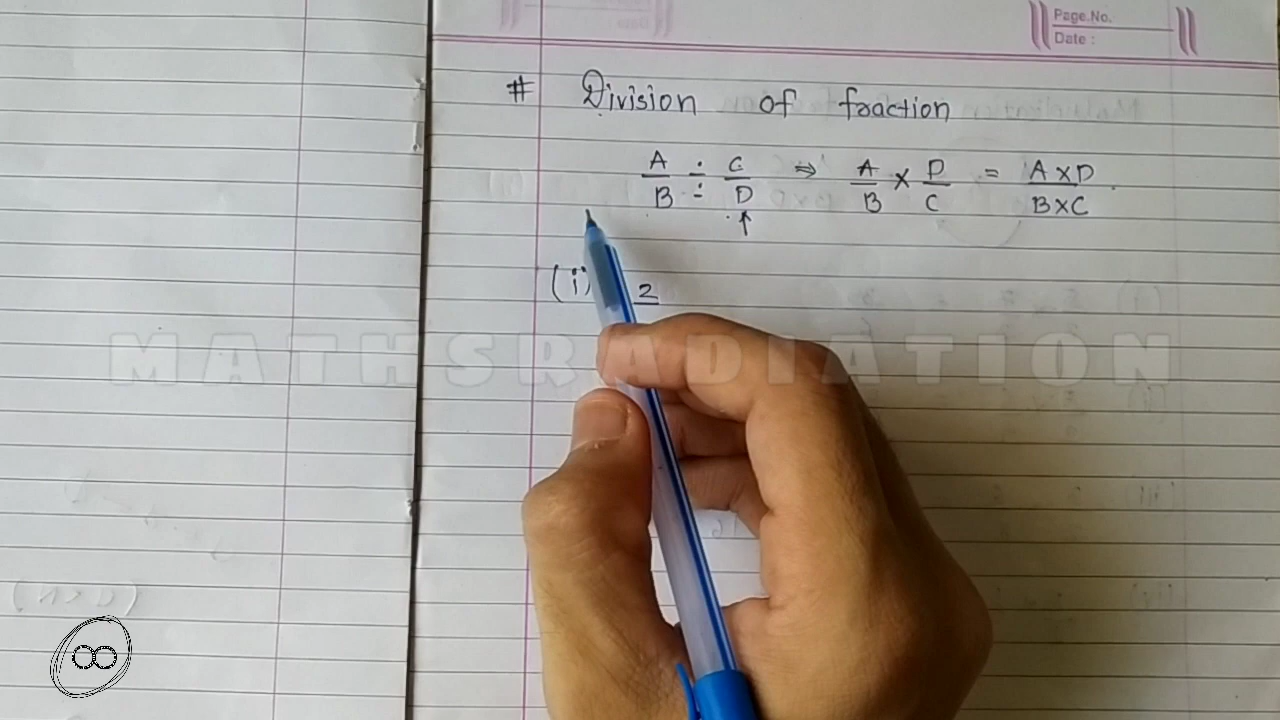 Page.No.
Date :
# Division of fraction
A/B ÷ C/D ⇒ A/B × D/C = A×D/B×C
↑
(i) 2
MATHSRADIATION